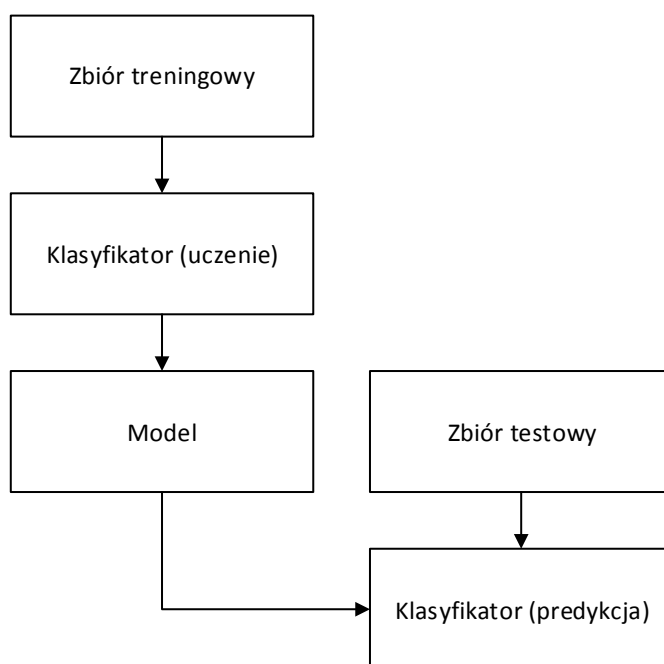 Zbiór treningowy
Klasyfikator (uczenie)
Model
Zbiór testowy
Klasyfikator (predykcja)